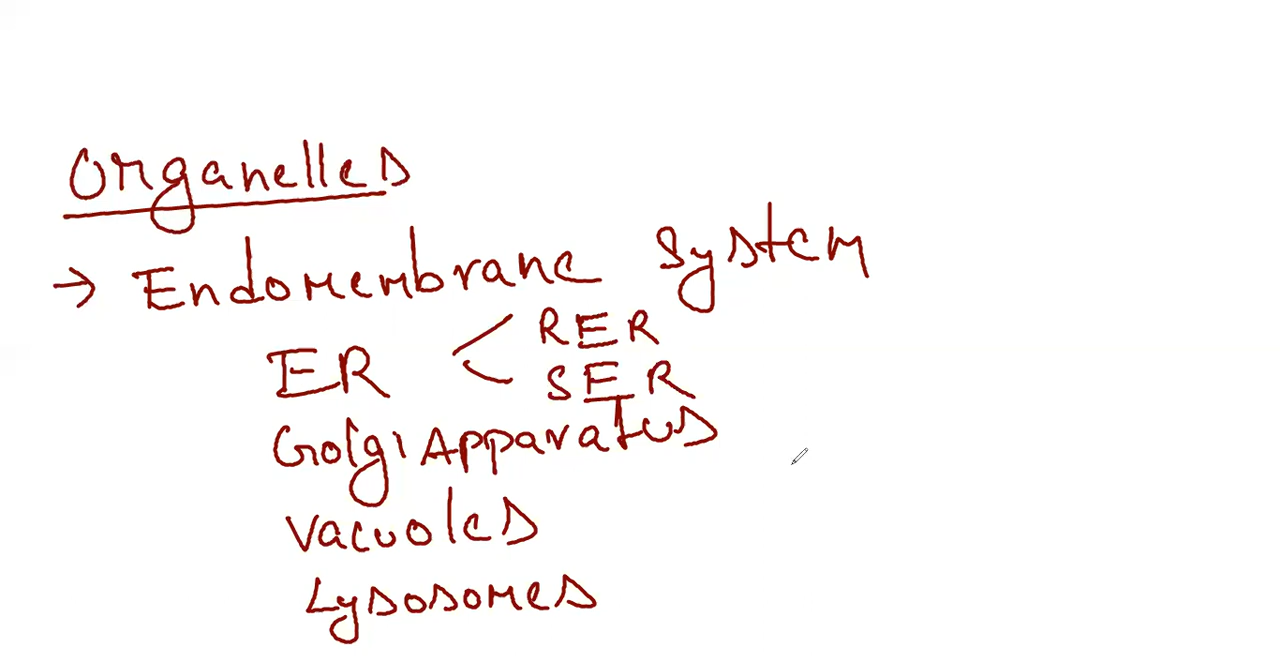 Organelles
→ Endomembrane system
ER < RER
SER
Golgi Apparatus
Vacuoles
Lysosomes